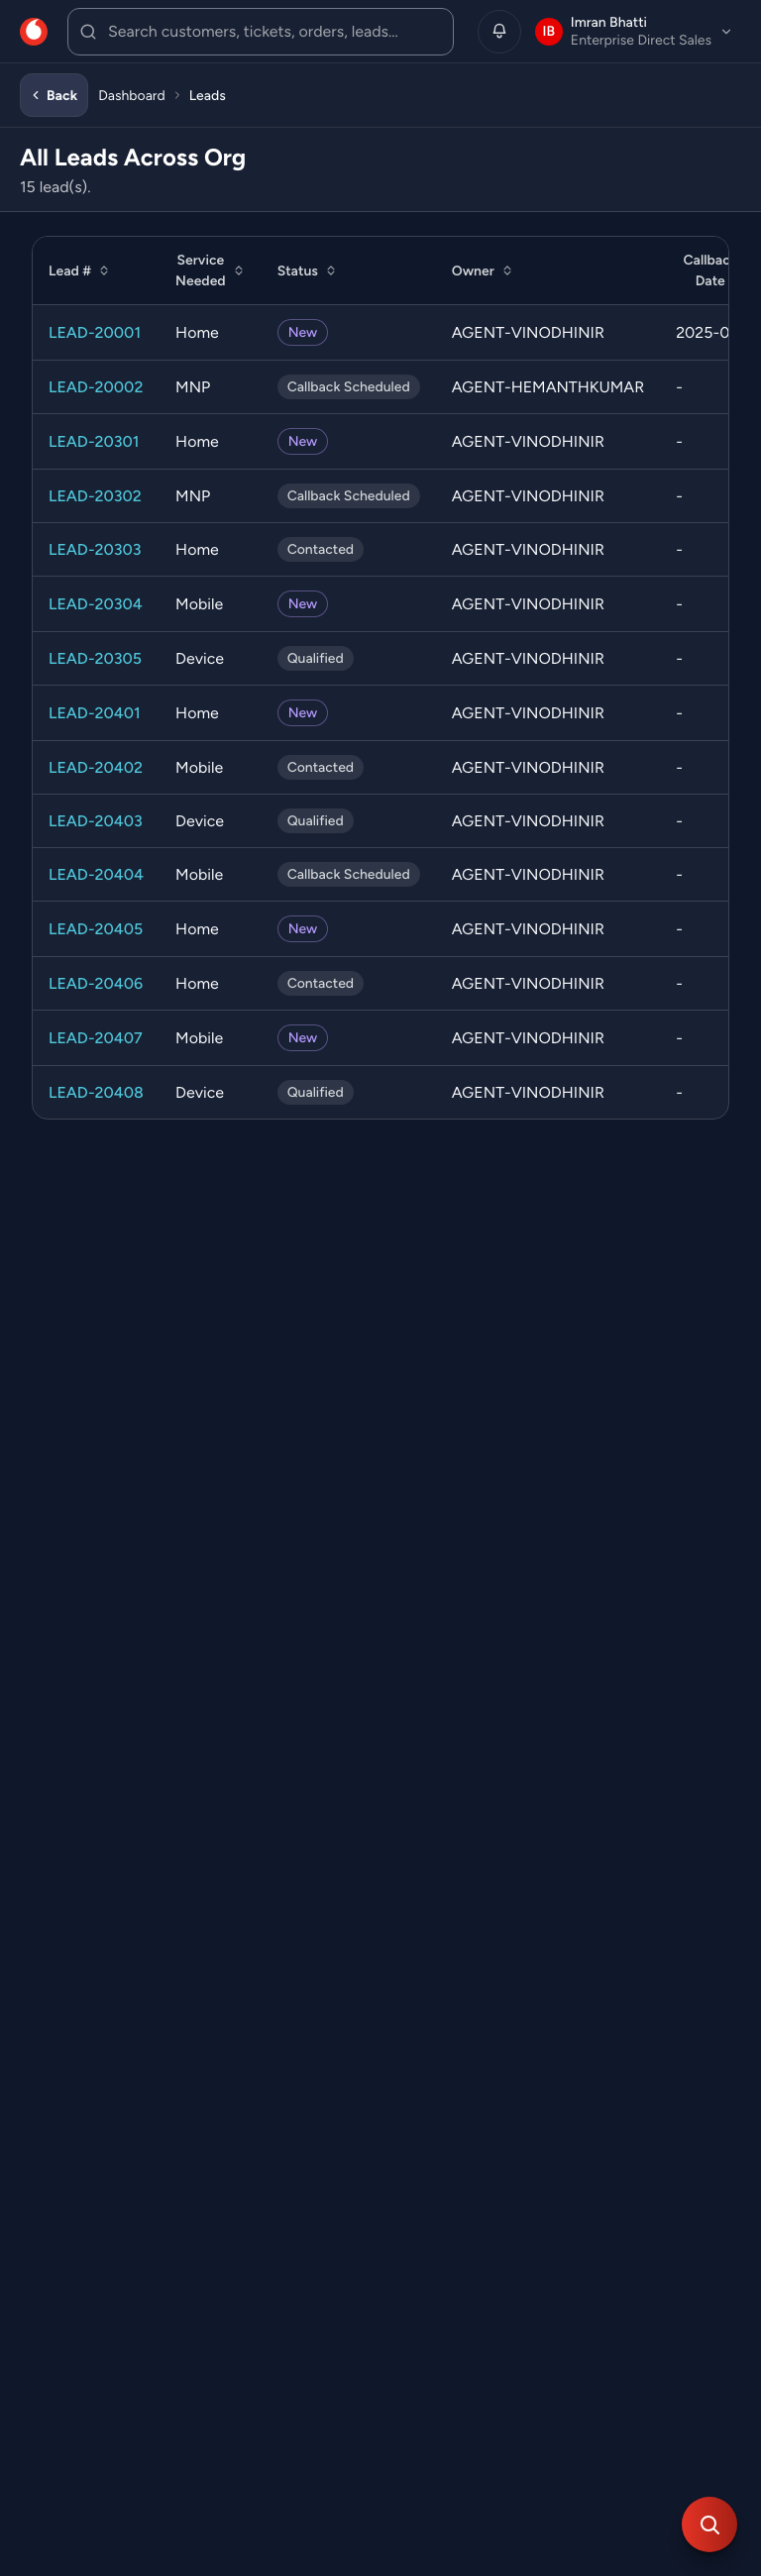 Search customers, tickets, orders, leads...
IB
Imran Bhatti
Enterprise Direct Sales
Back
Dashboard
Leads
All Leads Across Org
15 lead(s).
Lead # Service Needed Status Owner Callbac Date
LEAD-20001 Home New AGENT-VINODHINIR 2025-0
LEAD-20002 MNP Callback Scheduled AGENT-HEMANTHKUMAR -
LEAD-20301 Home New AGENT-VINODHINIR -
LEAD-20302 MNP Callback Scheduled AGENT-VINODHINIR -
LEAD-20303 Home Contacted AGENT-VINODHINIR -
LEAD-20304 Mobile New AGENT-VINODHINIR -
LEAD-20305 Device Qualified AGENT-VINODHINIR -
LEAD-20401 Home New AGENT-VINODHINIR -
LEAD-20402 Mobile Contacted AGENT-VINODHINIR -
LEAD-20403 Device Qualified AGENT-VINODHINIR -
LEAD-20404 Mobile Callback Scheduled AGENT-VINODHINIR -
LEAD-20405 Home New AGENT-VINODHINIR -
LEAD-20406 Home Contacted AGENT-VINODHINIR -
LEAD-20407 Mobile New AGENT-VINODHINIR -
LEAD-20408 Device Qualified AGENT-VINODHINIR -